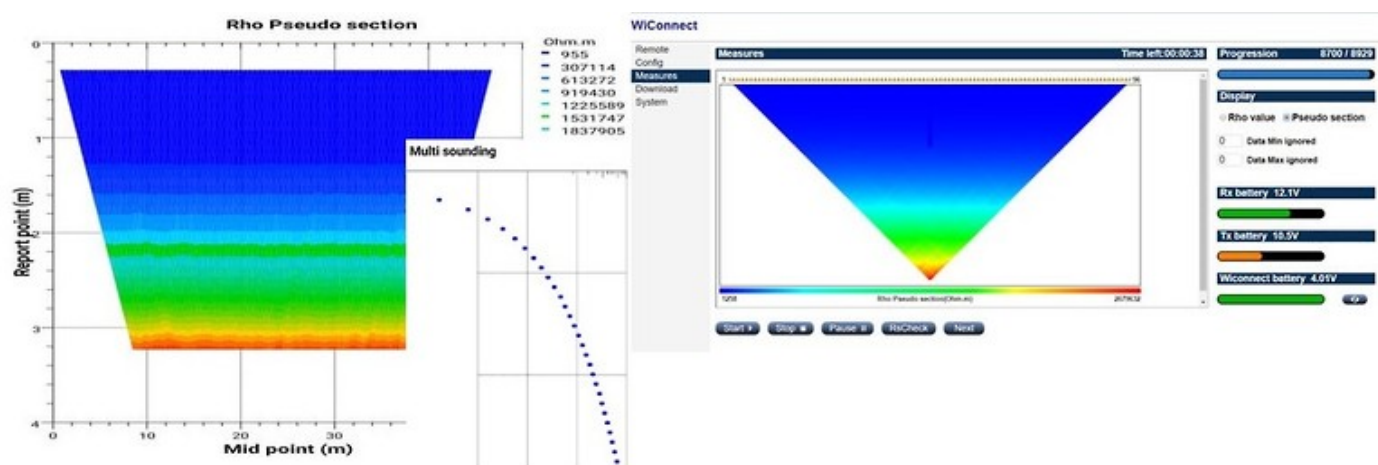 Rho Pseudo section
Ohm.m
955
307114
613272
919430
1225589
1531747
1837905
0
1
2
3
4
Report point (m)
0 10 20 30
Mid point (m)
Multi sounding
WiConnect
Remote
Config
Measures
Download
System
Measures Time left:00:00:38
1 96
1258 Rho Pseudo section(Ohm.m)
Start Stop Pause RsCheck Next
Progression 8700 / 8929
Display
Rho value Pseudo section
0 Data Min ignored
0 Data Max ignored
Rx battery 12.1V
Tx battery 10.5V
Wiconnect battery 4.01V